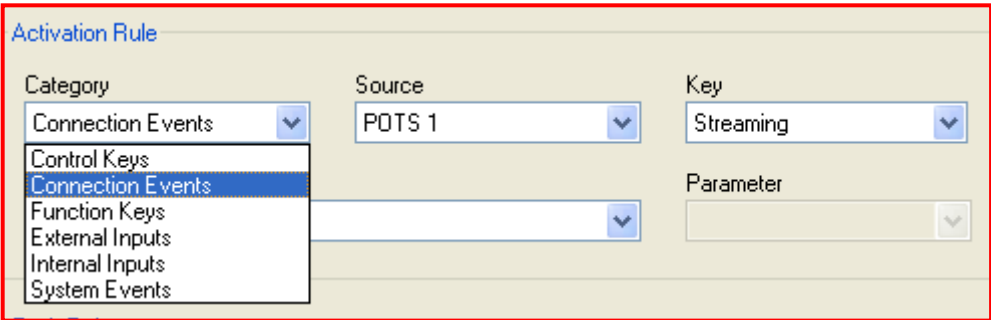 Activation Rule
Category Source Key
Connection Events POTS 1 Streaming
Control Keys
Connection Events
Parameter
Function Keys
External Inputs
Internal Inputs
System Events